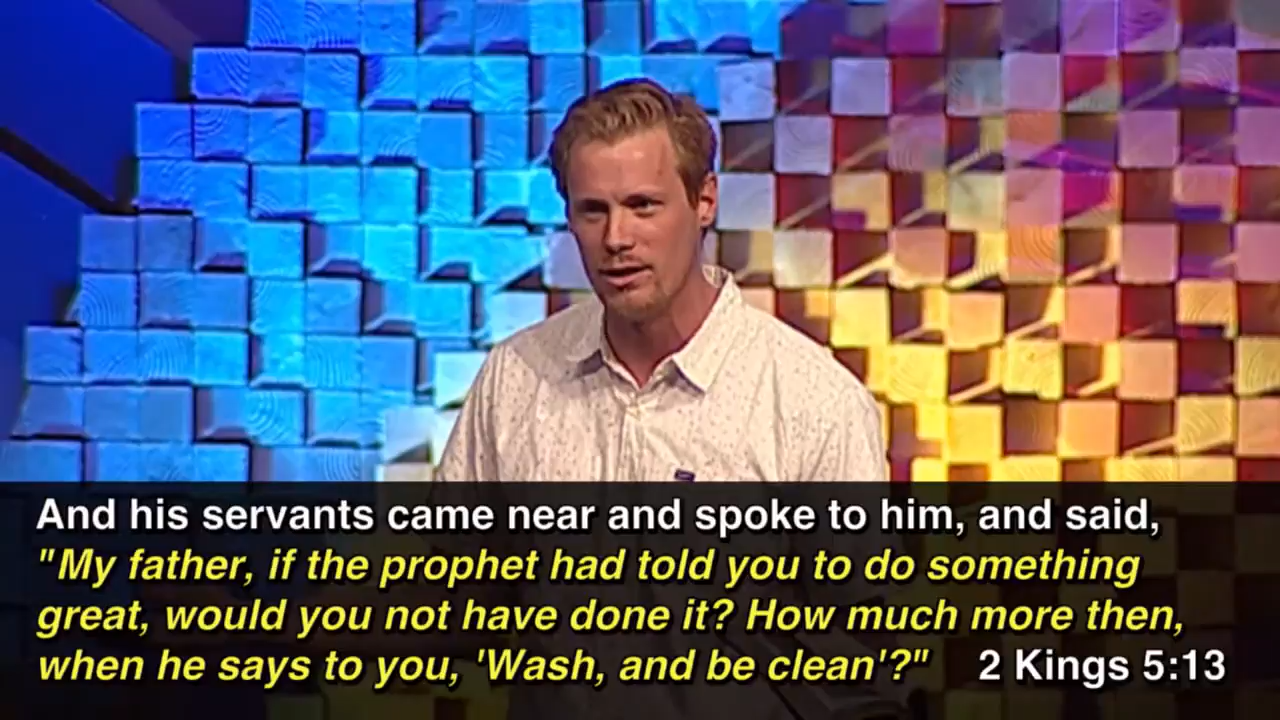 And his servants came near and spoke to him, and said,
"My father, if the prophet had told you to do something
great, would you not have done it? How much more then,
when he says to you, 'Wash, and be clean'?" 2 Kings 5:13